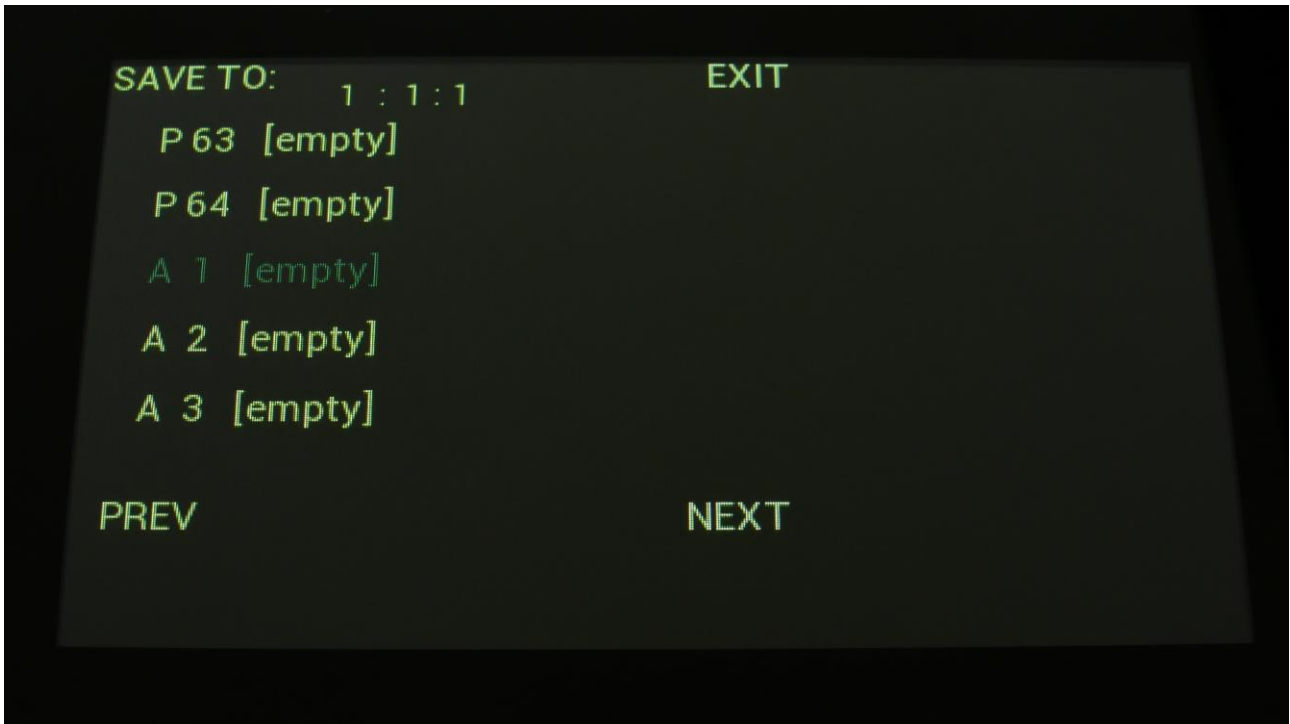 SAVE TO: EXIT
1 : 1 : 1
P 63 [empty]
P 64 [empty]
A 1 [empty]
A 2 [empty]
A 3 [empty]
PREV NEXT